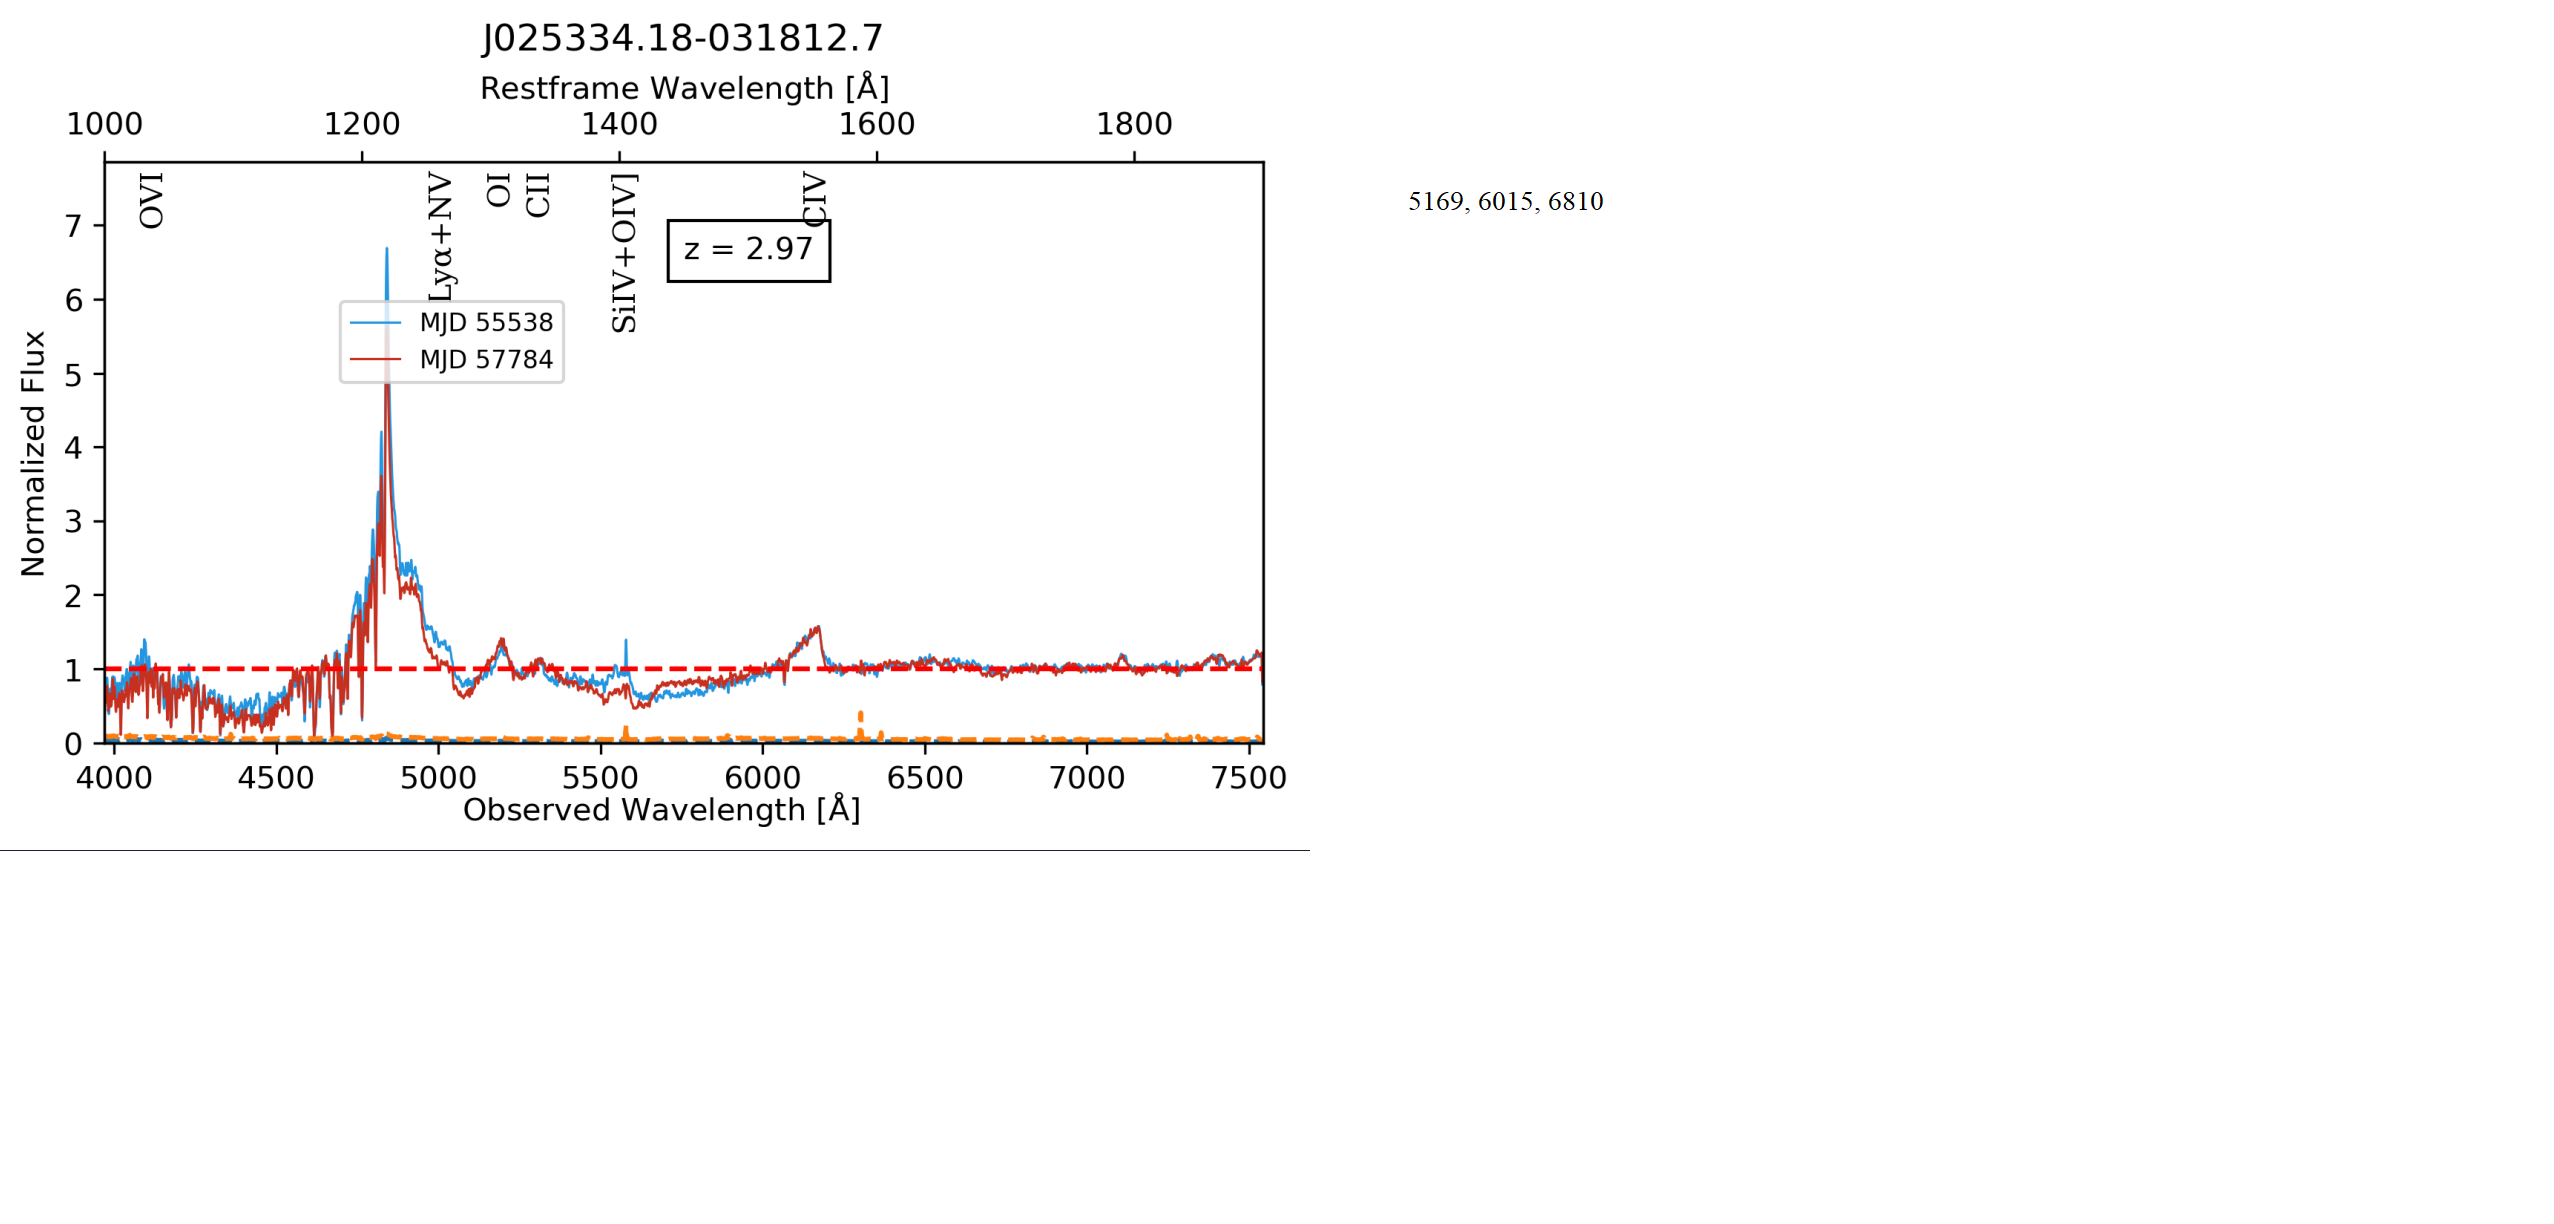 J025334.18-031812.7
Restframe Wavelength [Å]
1000 1200 1400 1600 1800
OVI
Lyα+NV
OI
CII
SiIV+OIV]
CIV
z = 2.97
MJD 55538
MJD 57784
Normalized Flux
7
6
5
4
3
2
1
0
4000 4500 5000 5500 6000 6500 7000 7500
Observed Wavelength [Å]
5169, 6015, 6810